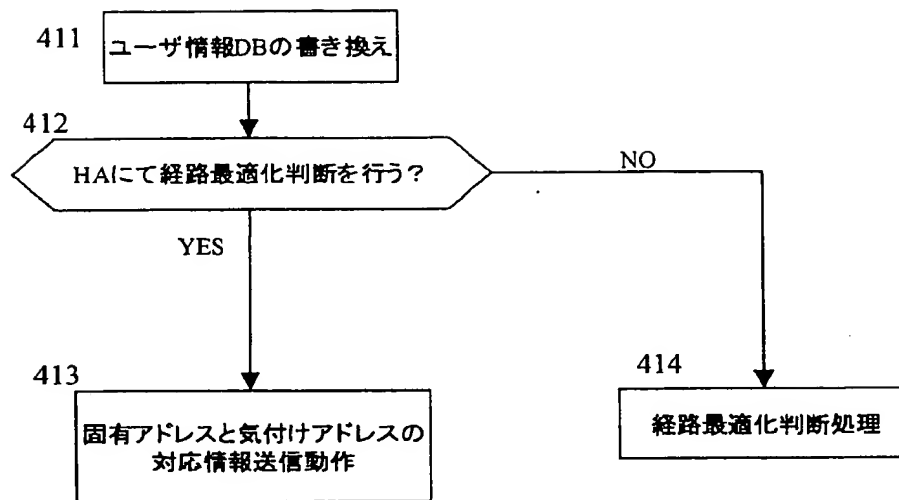 411
ユーザ情報DBの書き換え
412
HAにて経路最適化判断を行う?
NO
YES
413
固有アドレスと気付けアドレスの
対応情報送信動作
414
経路最適化判断処理